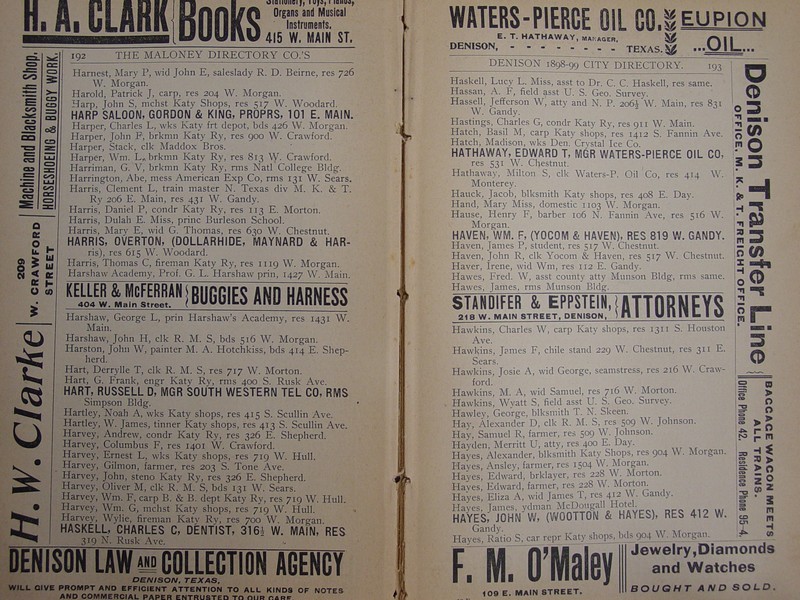 H. A. CLARK Books Stationery, Toys, Pianos,
Organs and Musical
Instruments.
415 W. MAIN ST.
192 THE MALONEY DIRECTORY CO.'S
Harnest, Mary P, wid John E, saleslady R. D. Beirne, res 726
W. Morgan.
Harold, Patrick J, carp, res 204 W. Morgan.
Harp, John S, mchst Katy Shops, res 517 W. Woodard.
HARP SALOON, GORDON & KING, PROPRS, 101 E. MAIN.
Harper, Charles L, wks Katy frt depot, bds 426 W. Morgan.
Harper, John P, brkmn Katy Ry, res 900 W. Crawford.
Harper, Stack, clk Maddox Bros.
Harper, Wm. L, brkmn Katy Ry, res 813 W. Crawford.
Harriman, G. V, brkmn Katy Ry, rms Natl College Bldg.
Harrington, Abe, mess American Exp Co, rms 131 W. Sears.
Harris, Clement L, train master N. Texas div M. K. & T.
Ry 206 E. Main, res 431 W. Gandy.
Harris, Daniel P, condr Katy Ry, res 113 E. Morton.
Harris, Dulah E. Miss, princ Burleson School.
Harris, Mary E, wid G. Thomas, res 630 W. Chestnut.
HARRIS, OVERTON, (DOLLARHIDE, MAYNARD & HAR-
ris), res 615 W. Woodard.
Harris, Thomas C, fireman Katy Ry, res 1119 W. Morgan.
Harshaw Academy, Prof. G. L. Harshaw prin, 1427 W. Main.
KELLER & McFERRAN BUGGIES AND HARNESS
404 W. Main Street.
Harshaw, George L, prin Harshaw's Academy, res 1431 W.
Main.
Harshaw, John H, clk R. M. S, bds 516 W. Morgan.
Harston, John W, painter M. A. Hotchkiss, bds 414 E. Shep-
herd.
Hart, Derrylle T, clk R. M. S, res 717 W. Morton.
Hart, G. Frank, engr Katy Ry, rms 400 S. Rusk Ave.
HART, RUSSELL D, MGR SOUTH WESTERN TEL CO, RMS
Simpson Bldg.
Hartley, Noah A, wks Katy shops, res 415 S. Scullin Ave.
Hartley, W. James, tinner Katy shops, res 413 S. Scullin Ave.
Harvey, Andrew, condr Katy Ry, res 326 E. Shepherd.
Harvey, Columbus F, res 1401 W. Crawford.
Harvey, Ernest L, wks Katy shops, res 719 W. Hull.
Harvey, Gilmon, farmer, res 203 S. Tone Ave.
Harvey, John, steno Katy Ry, res 326 E. Shepherd.
Harvey, Oliver M, clk R. M. S, bds 131 W. Sears.
Harvey, Wm. F, carp B. & B. dept Katy Ry, res 719 W. Hull.
Harvey, Wm. G, mchst Katy shops, res 719 W. Hull.
Harvey, Wylie, fireman Katy Ry, res 700 W. Morgan.
HASKELL, CHARLES C, DENTIST, 316½ W. MAIN, RES
319 N. Rusk Ave.
DENISON LAW AND COLLECTION AGENCY
DENISON, TEXAS,
WILL GIVE PROMPT AND EFFICIENT ATTENTION TO ALL KINDS OF NOTES
AND COMMERCIAL PAPER ENTRUSTED TO OUR CARE
H. W. Clarke
209
W. CRAWFORD
STREET
Machine and Blacksmith Shop.
HORSESHOEING & BUGGY WORK.
WATERS-PIERCE OIL CO. EUPION
E. T. HATHAWAY, MANAGER,
DENISON, - - - - - - - - TEXAS. ...OIL...
DENISON 1898-99 CITY DIRECTORY. 193
Haskell, Lucy L. Miss, asst to Dr. C. C. Haskell, res same.
Hassan, A. F, field asst U. S. Geo. Survey.
Hassell, Jefferson W, atty and N. P. 206½ W. Main, res 831
W. Gandy.
Hastings, Charles G, condr Katy Ry, res 911 W. Main.
Hatch, Basil M, carp Katy shops, res 1412 S. Fannin Ave.
Hatch, Madison, wks Den. Crystal Ice Co.
HATHAWAY, EDWARD T, MGR WATERS-PIERCE OIL CO,
res 531 W. Chestnut.
Hathaway, Milton S, clk Waters-P. Oil Co, res 414 W.
Monterey.
Hauck, Jacob, blksmith Katy shops, res 408 E. Day.
Hand, Mary Miss, domestic 1103 W. Morgan.
Hause, Henry F, barber 106 N. Fannin Ave, res 516 W.
Morgan.
HAVEN, WM. F, (YOCOM & HAVEN), RES 819 W. GANDY.
Haven, James P, student, res 517 W. Chestnut.
Haven, John R, clk Yocom & Haven, res 517 W. Chestnut.
Haver, Irene, wid Wm, res 112 E. Gandy.
Hawes, Fred. W, asst county atty Munson Bldg, rms same.
Hawes, James, rms Munson Bldg.
STANDIFER & EPPSTEIN, ATTORNEYS
218 W. MAIN STREET, DENISON,
Hawkins, Charles W, carp Katy shops, res 1311 S. Houston
Ave.
Hawkins, James F, chile stand 229 W. Chestnut, res 311 E.
Sears.
Hawkins, Josie A, wid George, seamstress, res 216 W. Craw-
ford.
Hawkins, M. A, wid Samuel, res 716 W. Morton.
Hawkins, Wyatt S, field asst U. S. Geo. Survey.
Hawley, George, blksmith T. N. Skeen.
Hay, Alexander D, clk R. M. S, res 509 W. Johnson.
Hay, Samuel R, farmer, res 509 W. Johnson.
Hayden, Merrit U, atty, res 400 E. Day.
Hayes, Alexander, blksmith Katy Shops, res 904 W. Morgan.
Hayes, Ansley, farmer, res 1504 W. Morgan.
Hayes, Edward, brklayer, res 228 W. Morton.
Hayes, Edward, farmer, res 228 W. Morton.
Hayes, Eliza A, wid James T, res 412 W. Gandy.
Hayes, James, ydman McDougall Hotel.
HAYES, JOHN W, (WOOTTON & HAYES), RES 412 W.
Gandy.
Hayes, Ratio S, car repr Katy shops, bds 904 W. Morgan.
F. M. O'Maley Jewelry, Diamonds
and Watches
109 E. MAIN STREET. BOUGHT AND SOLD.
Denison Transfer Line
OFFICE, M. K. & T. FREIGHT OFFICE.
BAGGAGE WAGON MEETS
ALL TRAINS.
Office Phone 42. Residence Phone 95-4.